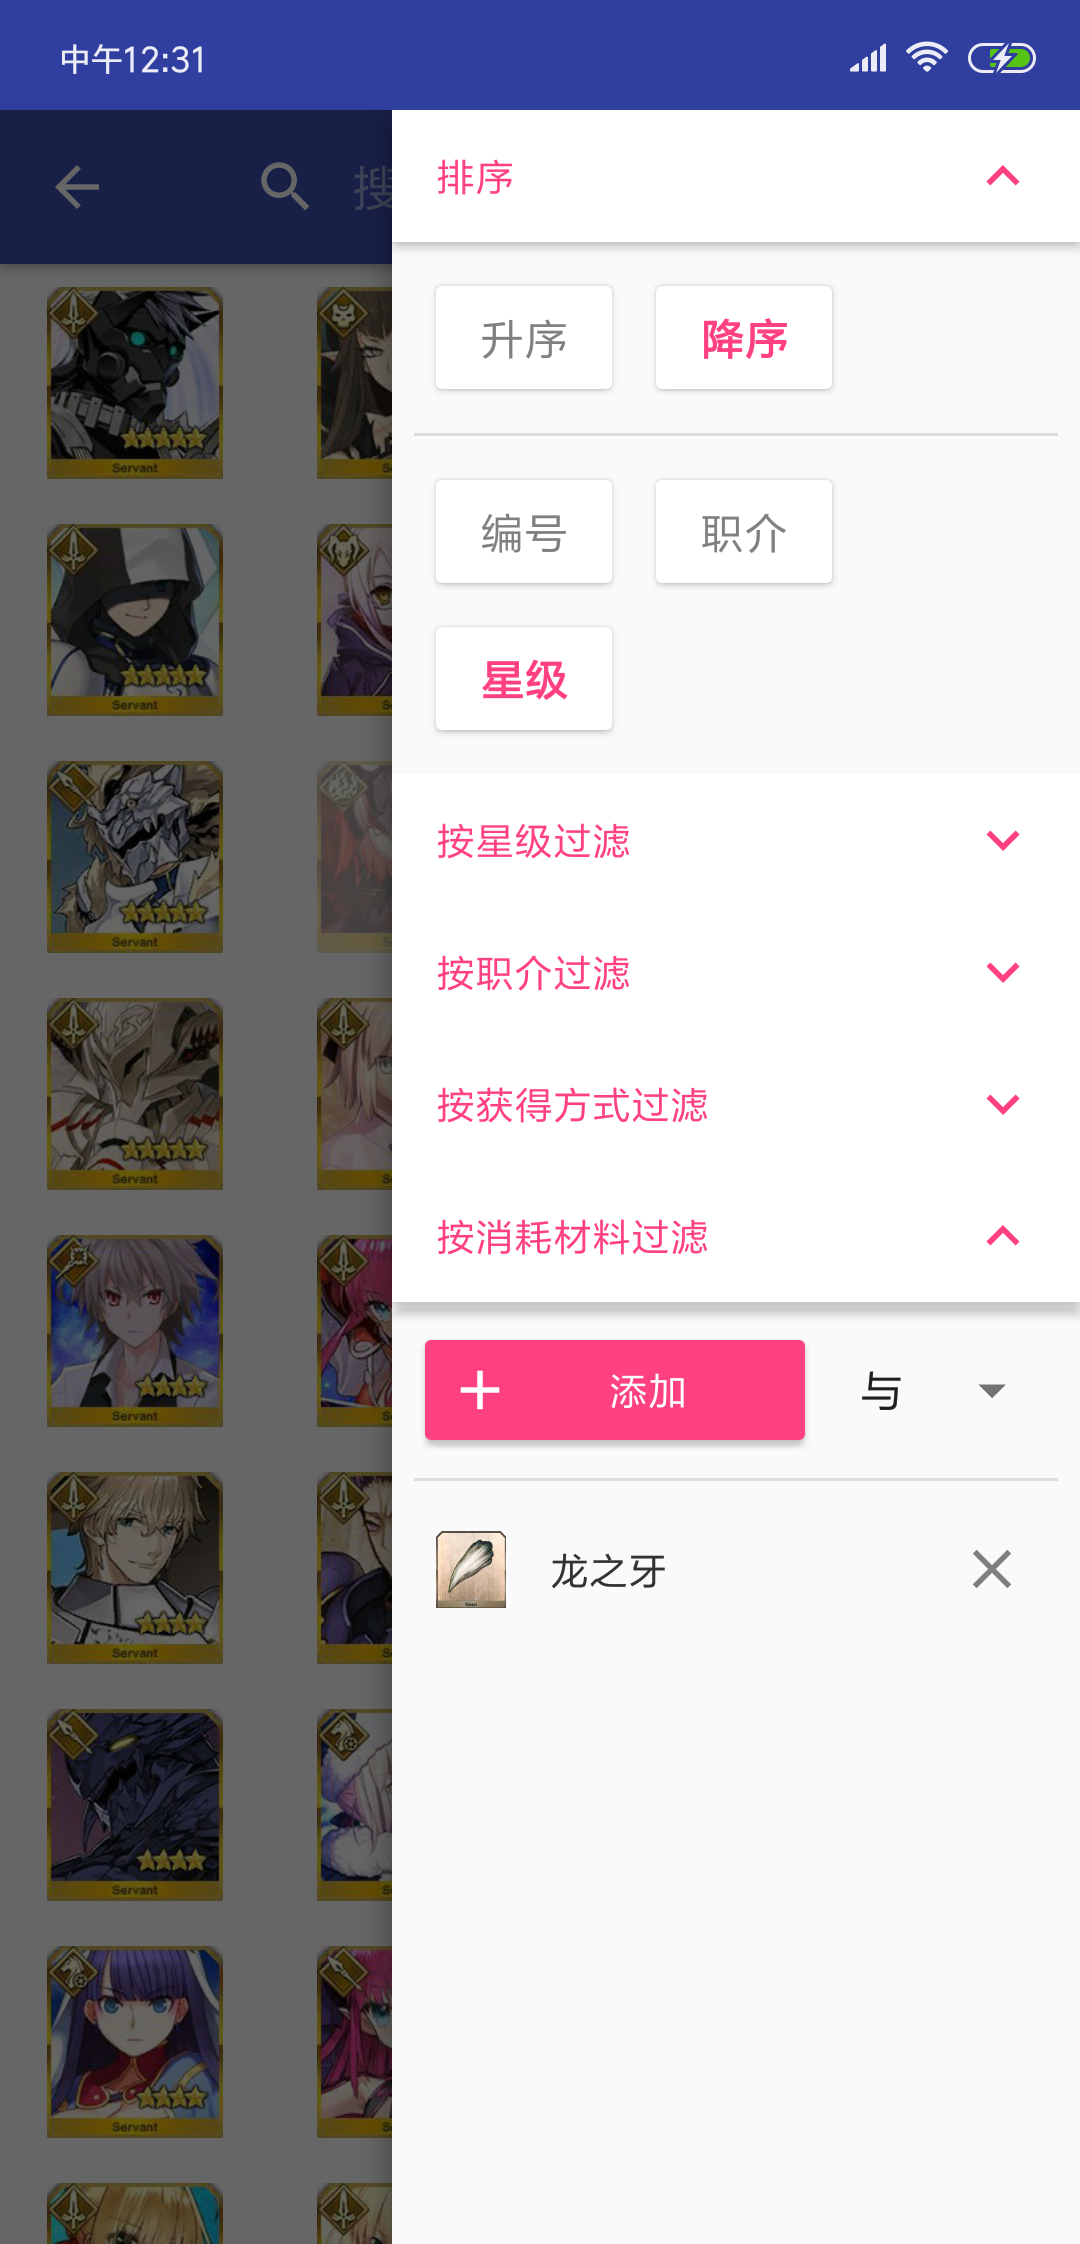 中午12:31
搜
排序
升序 降序
编号 职介
星级
按星级过滤
按职介过滤
按获得方式过滤
按消耗材料过滤
添加 与
龙之牙
Servant
Servant
Servant
Servant
Servant
Servant
Servant
Servant